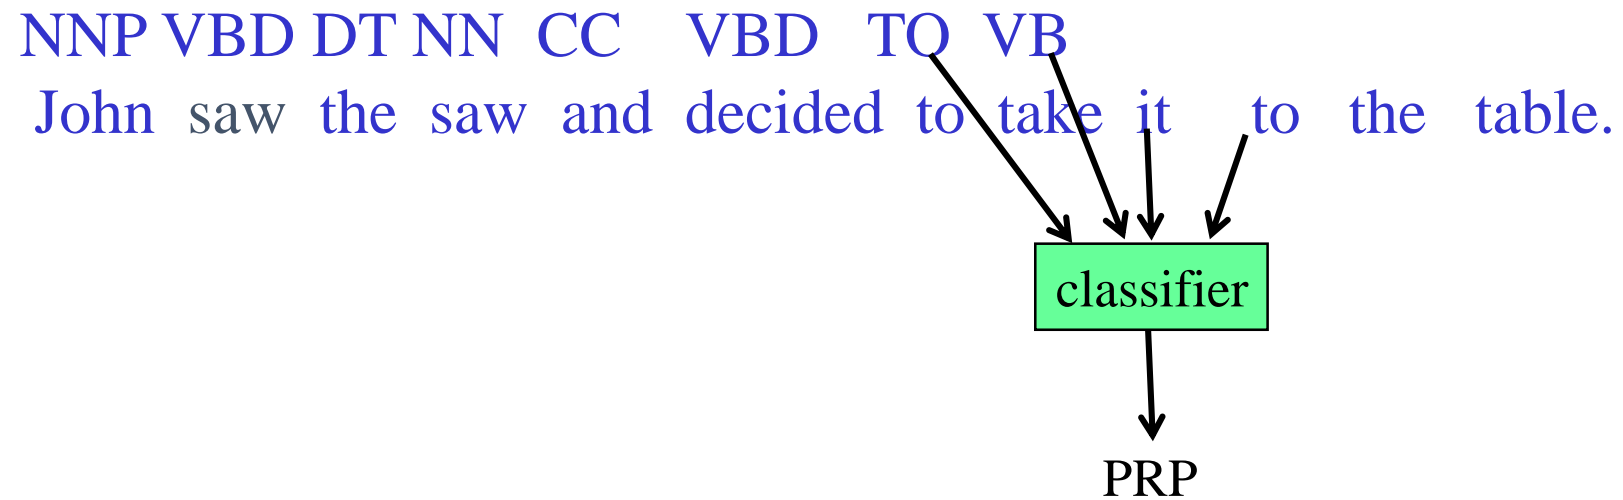 NNP VBD DT NN CC VBD TO VB
John saw the saw and decided to take it to the table.
classifier
PRP